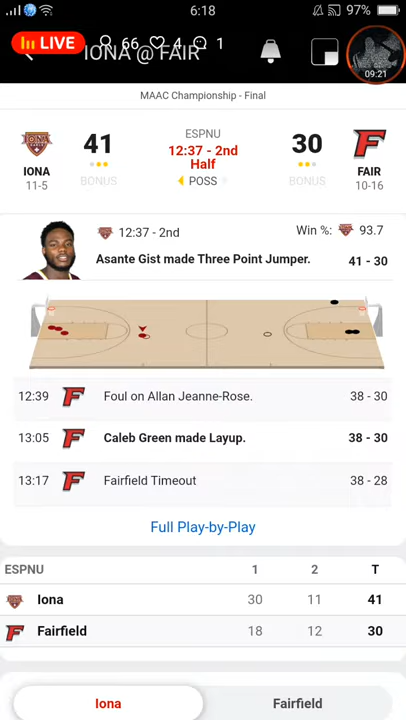 6:18
97%
LIVE 66 4 1
IONA @ FAIR
09:21
MAAC Championship - Final
IONA
11-5
41
BONUS
ESPNU
12:37 - 2nd
Half
POSS
30
BONUS
F
FAIR
10-16
12:37 - 2nd
Win %: 93.7
Asante Gist made Three Point Jumper. 41 - 30
12:39 F Foul on Allan Jeanne-Rose. 38 - 30
13:05 F Caleb Green made Layup. 38 - 30
13:17 F Fairfield Timeout 38 - 28
Full Play-by-Play
ESPNU 1 2 T
Iona 30 11 41
F Fairfield 18 12 30
Iona Fairfield